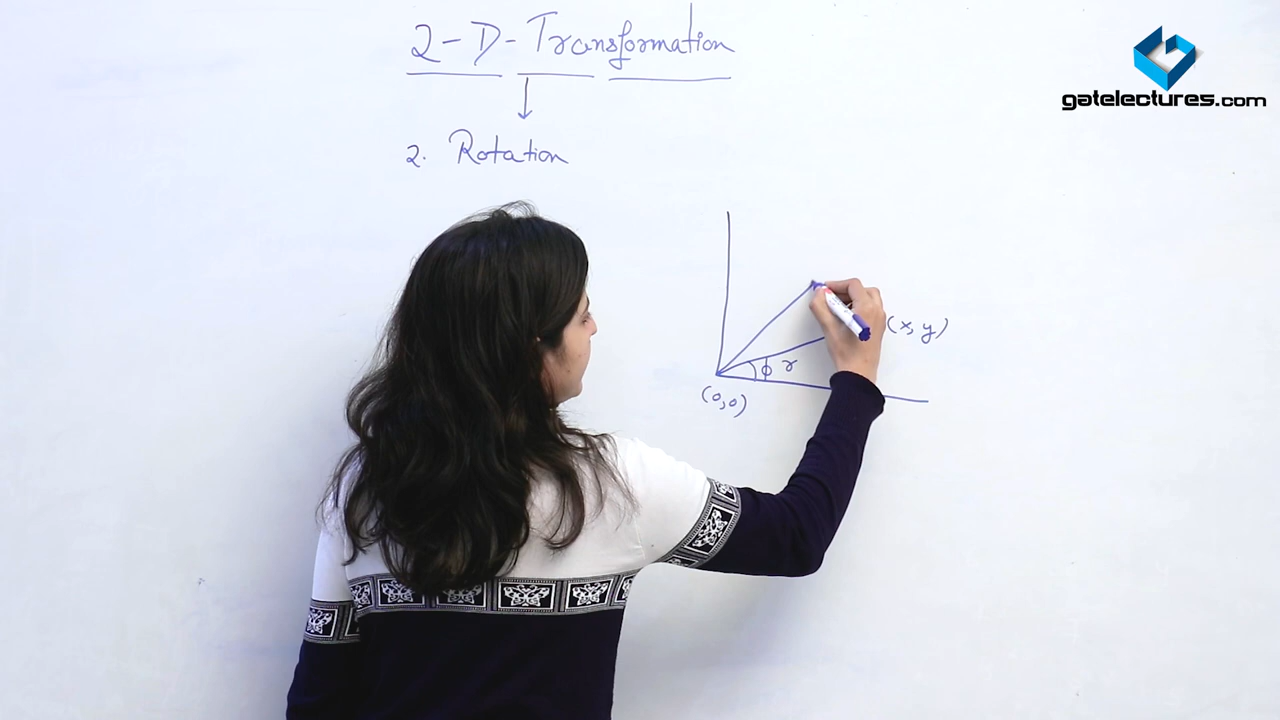 2-D-Transformation
gatelectures.com
2. Rotation
(x, y)
ϕ r
(0,0)